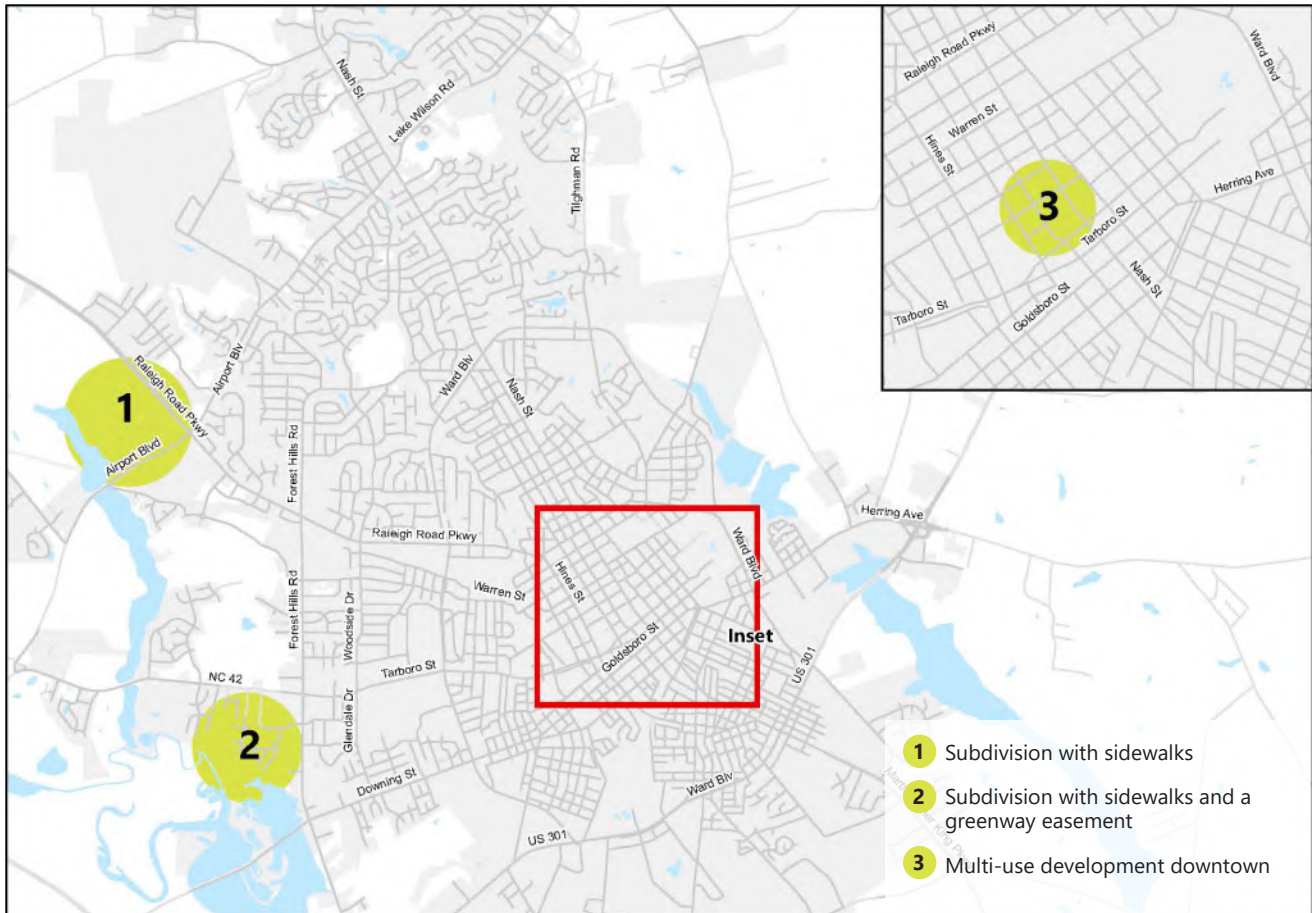 Nash St
Lake Wilson Rd
Tilghman Rd
Raleigh Road Pkwy
Ward Blvd
Warren St
Hines St
3
Herring Ave
Tarboro St
Nash St
Goldsboro St
Tarboro St
1
Raleigh Road Pkwy
Airport Blv
Airport Blvd
Ward Blv
Nash St
Forest Hills Rd
Raleigh Road Pkwy
Herring Ave
Ward Blvd
Hines St
Warren St
Forest Hills Rd
Woodside Dr
Goldsboro St
Inset
Tarboro St
US 301
NC 42
2
Glendale Dr
Downing St
Ward Blv
US 301
1 Subdivision with sidewalks
2 Subdivision with sidewalks and a
greenway easement
3 Multi-use development downtown